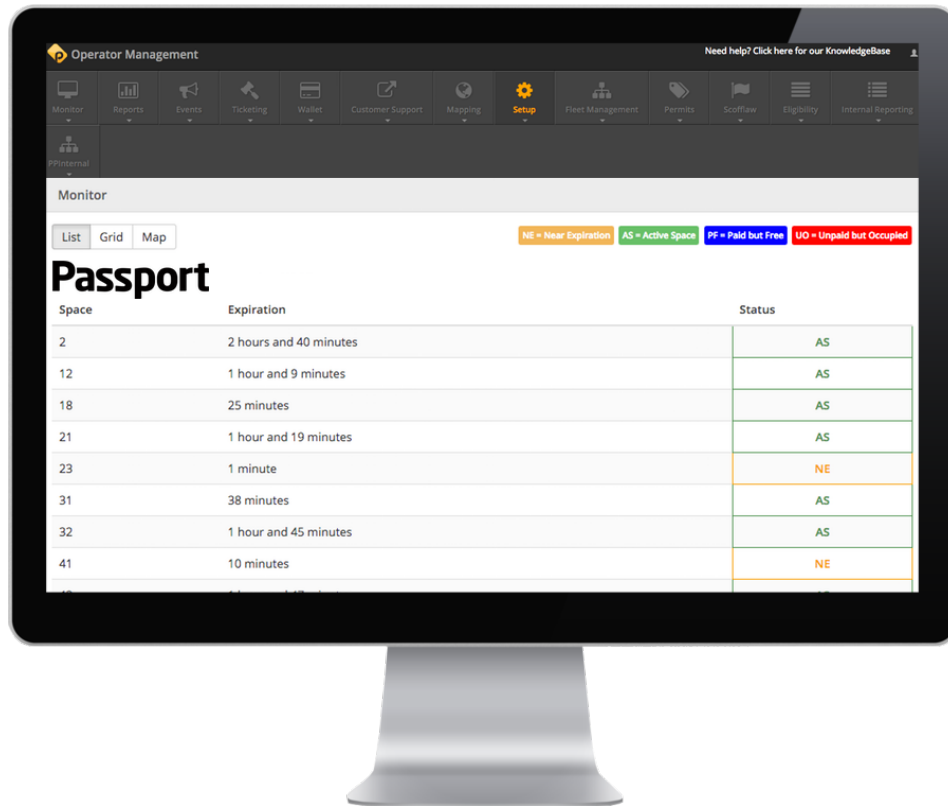 Operator Management
Need help? Click here for our KnowledgeBase
Monitor Reports Events Ticketing Wallet Customer Support Mapping Setup Fleet Management Permits Scofflaw Eligibility Internal Reporting
PPInternal
Monitor
List Grid Map
NE = Near Expiration AS = Active Space PF = Paid but Free UO = Unpaid but Occupied
Passport
Space Expiration Status
2 2 hours and 40 minutes AS
12 1 hour and 9 minutes AS
18 25 minutes AS
21 1 hour and 19 minutes AS
23 1 minute NE
31 38 minutes AS
32 1 hour and 45 minutes AS
41 10 minutes NE